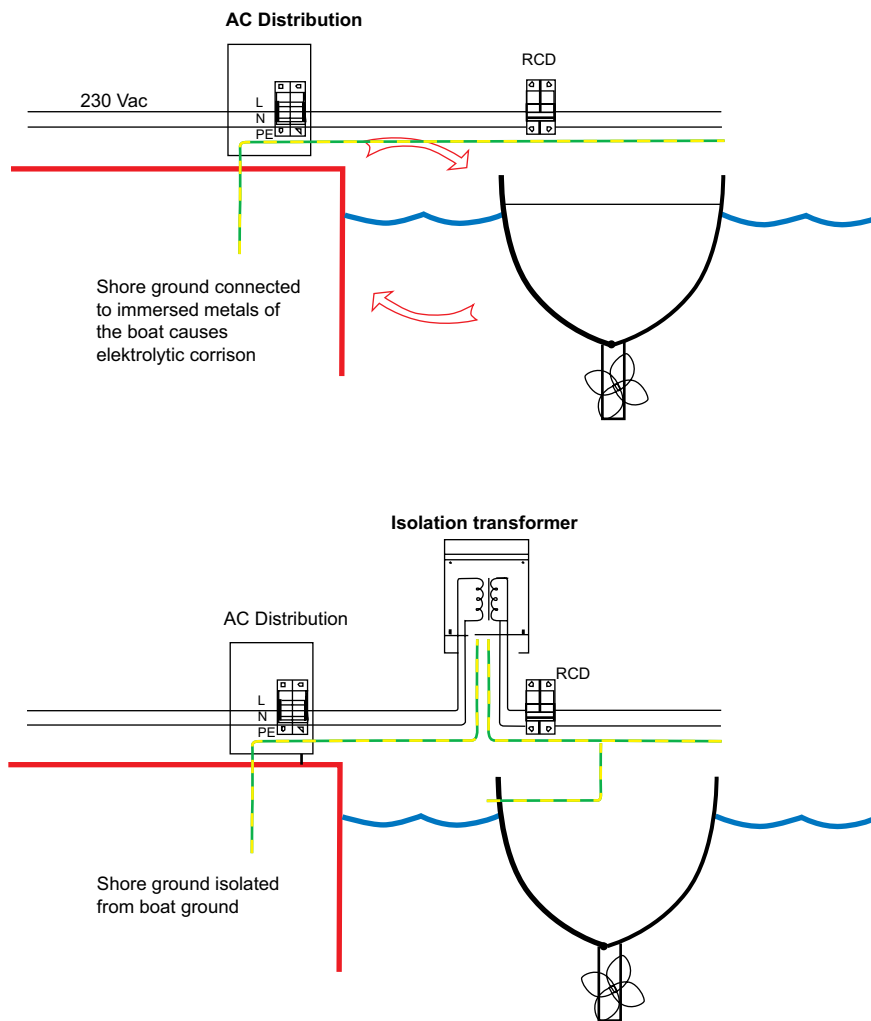 AC Distribution
RCD
230 Vac
L
N
PE
Shore ground connected
to immersed metals of
the boat causes
elektrolytic corrison
Isolation transformer
AC Distribution
RCD
L
N
PE
Shore ground isolated
from boat ground